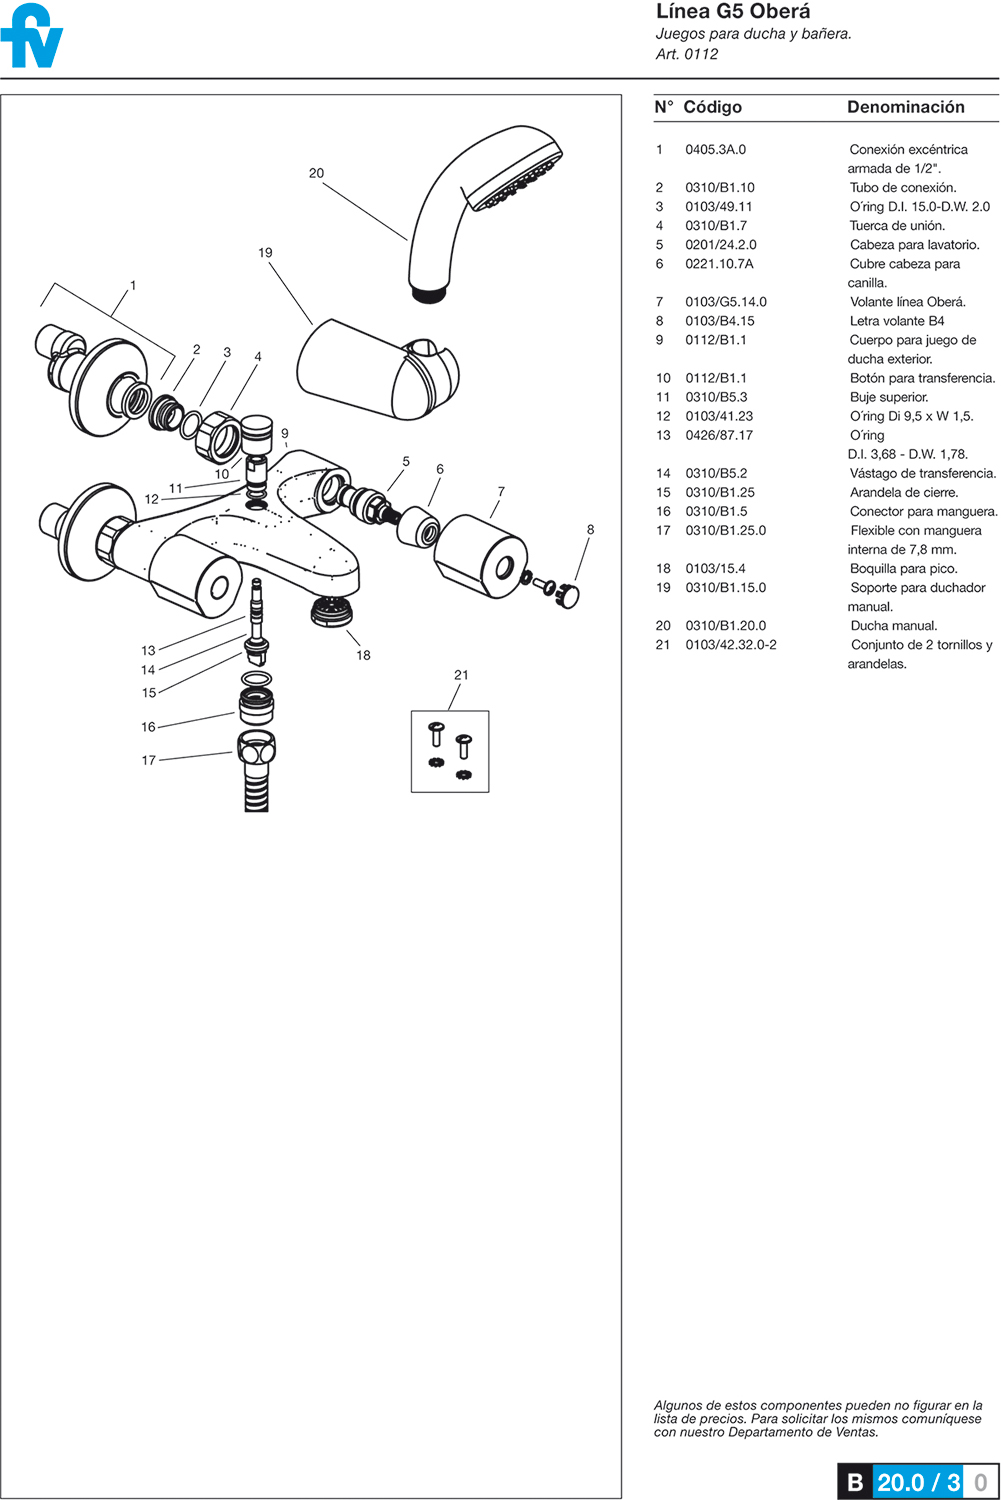 fv
Línea G5 Oberá
Juegos para ducha y bañera.
Art. 0112
N° Código Denominación
1 0405.3A.0 Conexión excéntrica
armada de 1/2".
2 0310/B1.10 Tubo de conexión.
3 0103/49.11 O´ring D.I. 15.0-D.W. 2.0
4 0310/B1.7 Tuerca de unión.
5 0201/24.2.0 Cabeza para lavatorio.
6 0221.10.7A Cubre cabeza para
canilla.
7 0103/G5.14.0 Volante línea Oberá.
8 0103/B4.15 Letra volante B4
9 0112/B1.1 Cuerpo para juego de
ducha exterior.
10 0112/B1.1 Botón para transferencia.
11 0310/B5.3 Buje superior.
12 0103/41.23 O´ring Di 9,5 x W 1,5.
13 0426/87.17 O´ring
D.I. 3,68 - D.W. 1,78.
14 0310/B5.2 Vástago de transferencia.
15 0310/B1.25 Arandela de cierre.
16 0310/B1.5 Conector para manguera.
17 0310/B1.25.0 Flexible con manguera
interna de 7,8 mm.
18 0103/15.4 Boquilla para pico.
19 0310/B1.15.0 Soporte para duchador
manual.
20 0310/B1.20.0 Ducha manual.
21 0103/42.32.0-2 Conjunto de 2 tornillos y
arandelas.
20
19
1
2
3
4
9
5
6
10
11
12
7
8
13
14
15
16
17
18
21
Algunos de estos componentes pueden no figurar en la
lista de precios. Para solicitar los mismos comuníquese
con nuestro Departamento de Ventas.
B 20.0 / 3 0